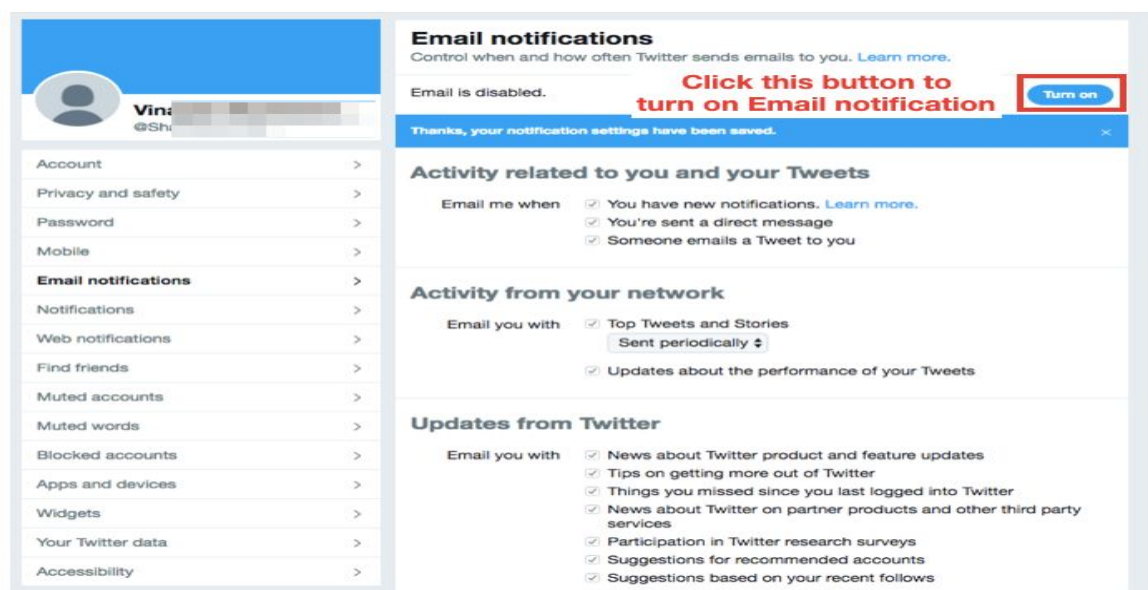 Vina
@Sha
Account
Privacy and safety
Password
Mobile
Email notifications
Notifications
Web notifications
Find friends
Muted accounts
Muted words
Blocked accounts
Apps and devices
Widgets
Your Twitter data
Accessibility
Email notifications
Control when and how often Twitter sends emails to you. Learn more.
Email is disabled.
Click this button to
turn on Email notification
Turn on
Thanks, your notification settings have been saved.
Activity related to you and your Tweets
Email me when
You have new notifications. Learn more.
You're sent a direct message
Someone emails a Tweet to you
Activity from your network
Email you with
Top Tweets and Stories
Sent periodically
Updates about the performance of your Tweets
Updates from Twitter
Email you with
News about Twitter product and feature updates
Tips on getting more out of Twitter
Things you missed since you last logged into Twitter
News about Twitter on partner products and other third party
services
Participation in Twitter research surveys
Suggestions for recommended accounts
Suggestions based on your recent follows